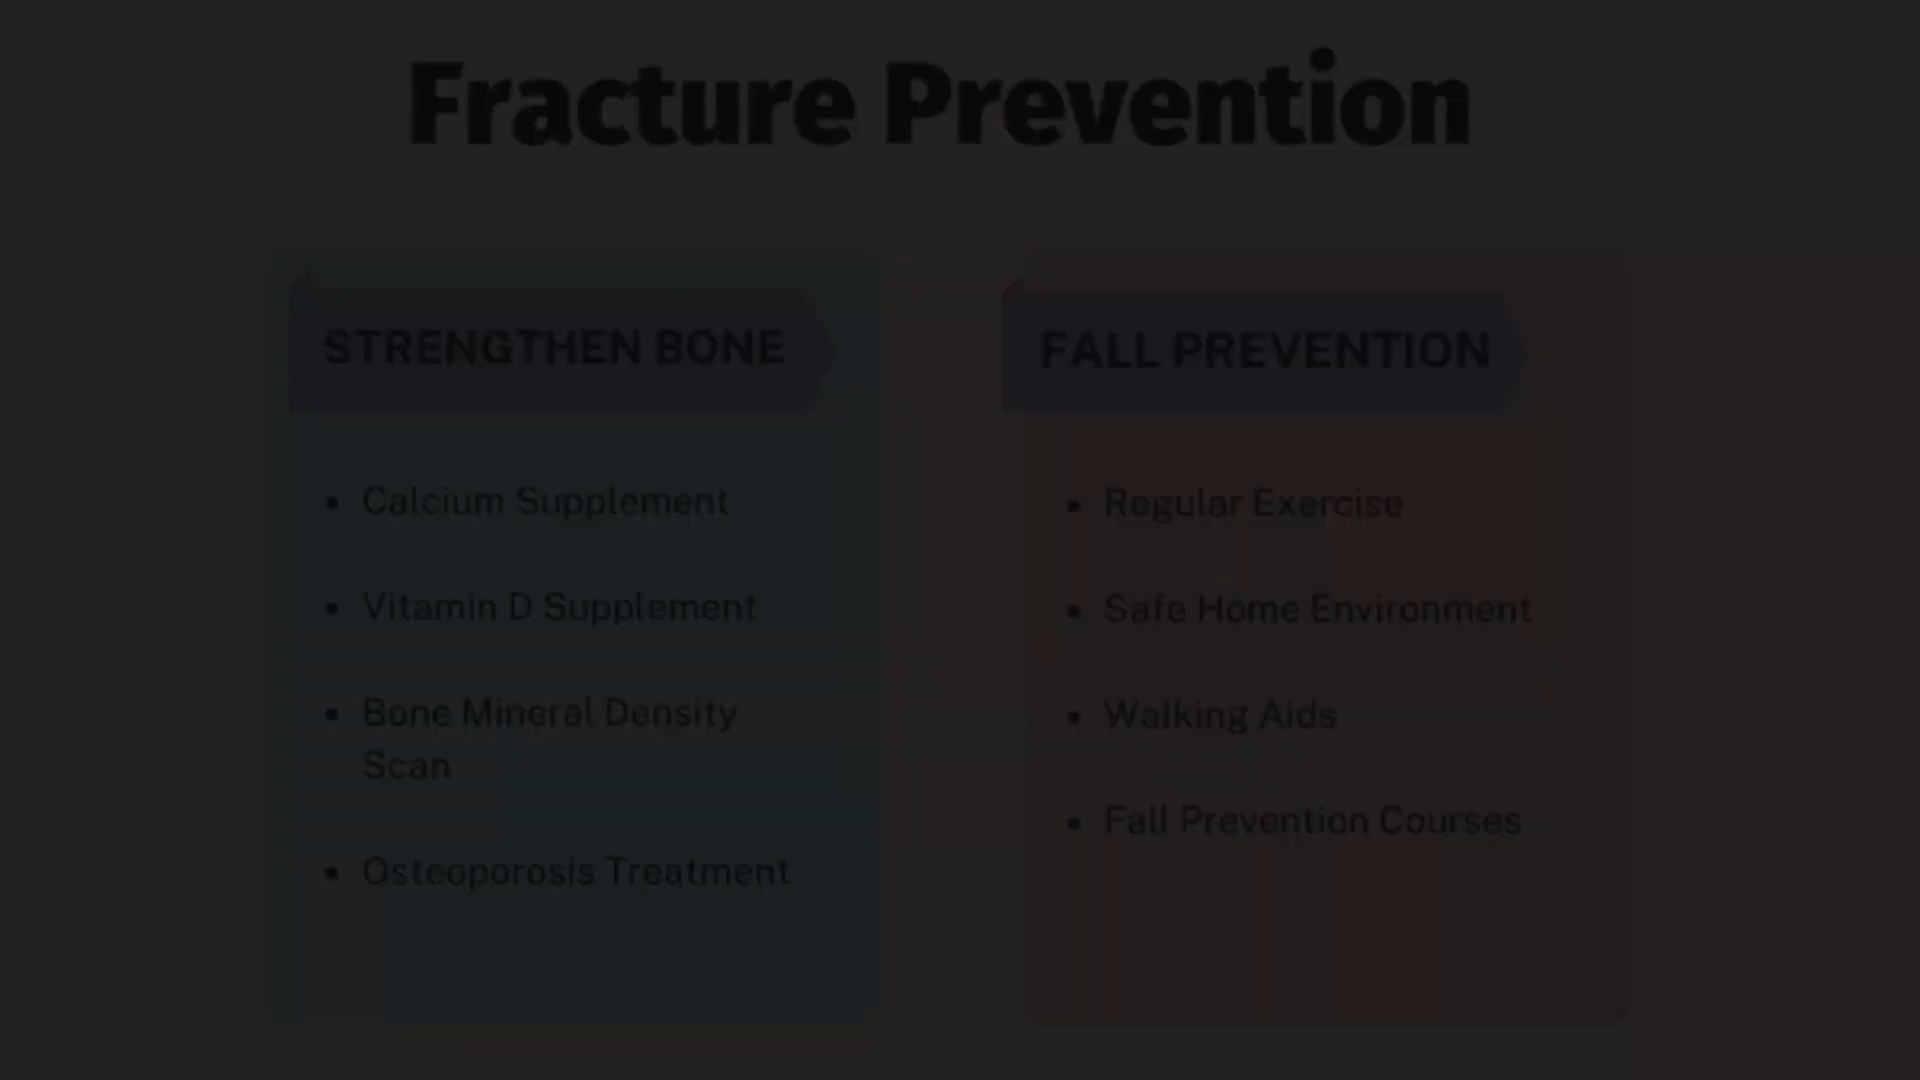 Fracture Prevention
STRENGTHEN BONE
• Calcium Supplement
• Vitamin D Supplement
• Bone Mineral Density
Scan
• Osteoporosis Treatment
FALL PREVENTION
• Regular Exercise
• Safe Home Environment
• Walking Aids
• Fall Prevention Courses